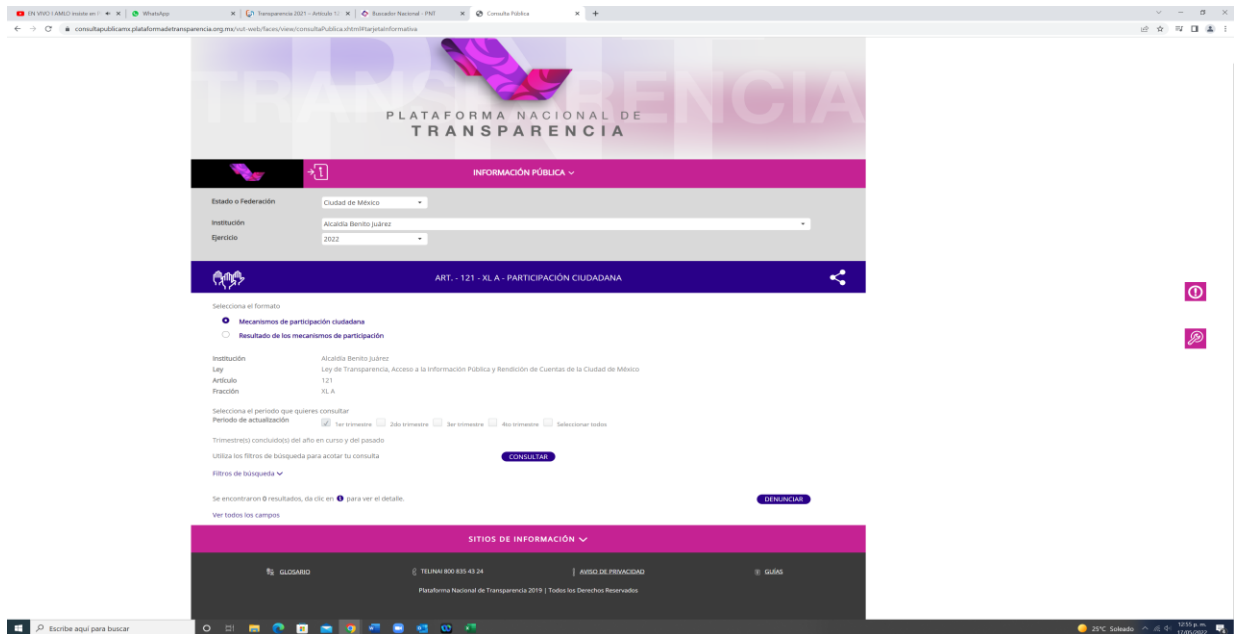 EN VIVO I AMLO insiste en
WhatsApp
Transparencia 2021 - Artículo 12
Buscador Nacional - PNT
Consulta Pública
consultapublicamx.plataformadetransparencia.org.mx/vut-web/faces/view/consultaPublica.xhtml#tarjetaInformativa
TRANSPARENCIA
PLATAFORMA NACIONAL DE
TRANSPARENCIA
INFORMACIÓN PÚBLICA
Estado o Federación Ciudad de México
Institución Alcaldía Benito Juárez
Ejercicio 2022
ART. - 121 - XL A - PARTICIPACIÓN CIUDADANA
Selecciona el formato
Mecanismos de participación ciudadana
Resultado de los mecanismos de participación
Institución Alcaldía Benito Juárez
Ley Ley de Transparencia, Acceso a la Información Pública y Rendición de Cuentas de la Ciudad de México
Artículo 121
Fracción XL A
Selecciona el periodo que quieres consultar
Periodo de actualización 1er trimestre 2do trimestre 3er trimestre 4to trimestre Seleccionar todos
Trimestre(s) concluido(s) del año en curso y del pasado
Utiliza los filtros de búsqueda para acotar tu consulta CONSULTAR
Filtros de búsqueda
Se encontraron 0 resultados, da clic en para ver el detalle. DENUNCIAR
Ver todos los campos
SITIOS DE INFORMACIÓN
GLOSARIO TELINAI 800 835 43 24 AVISO DE PRIVACIDAD GUÍAS
Plataforma Nacional de Transparencia 2019 | Todos los Derechos Reservados
Escribe aquí para buscar
25°C Soleado
12:55 p. m.
17/05/2022